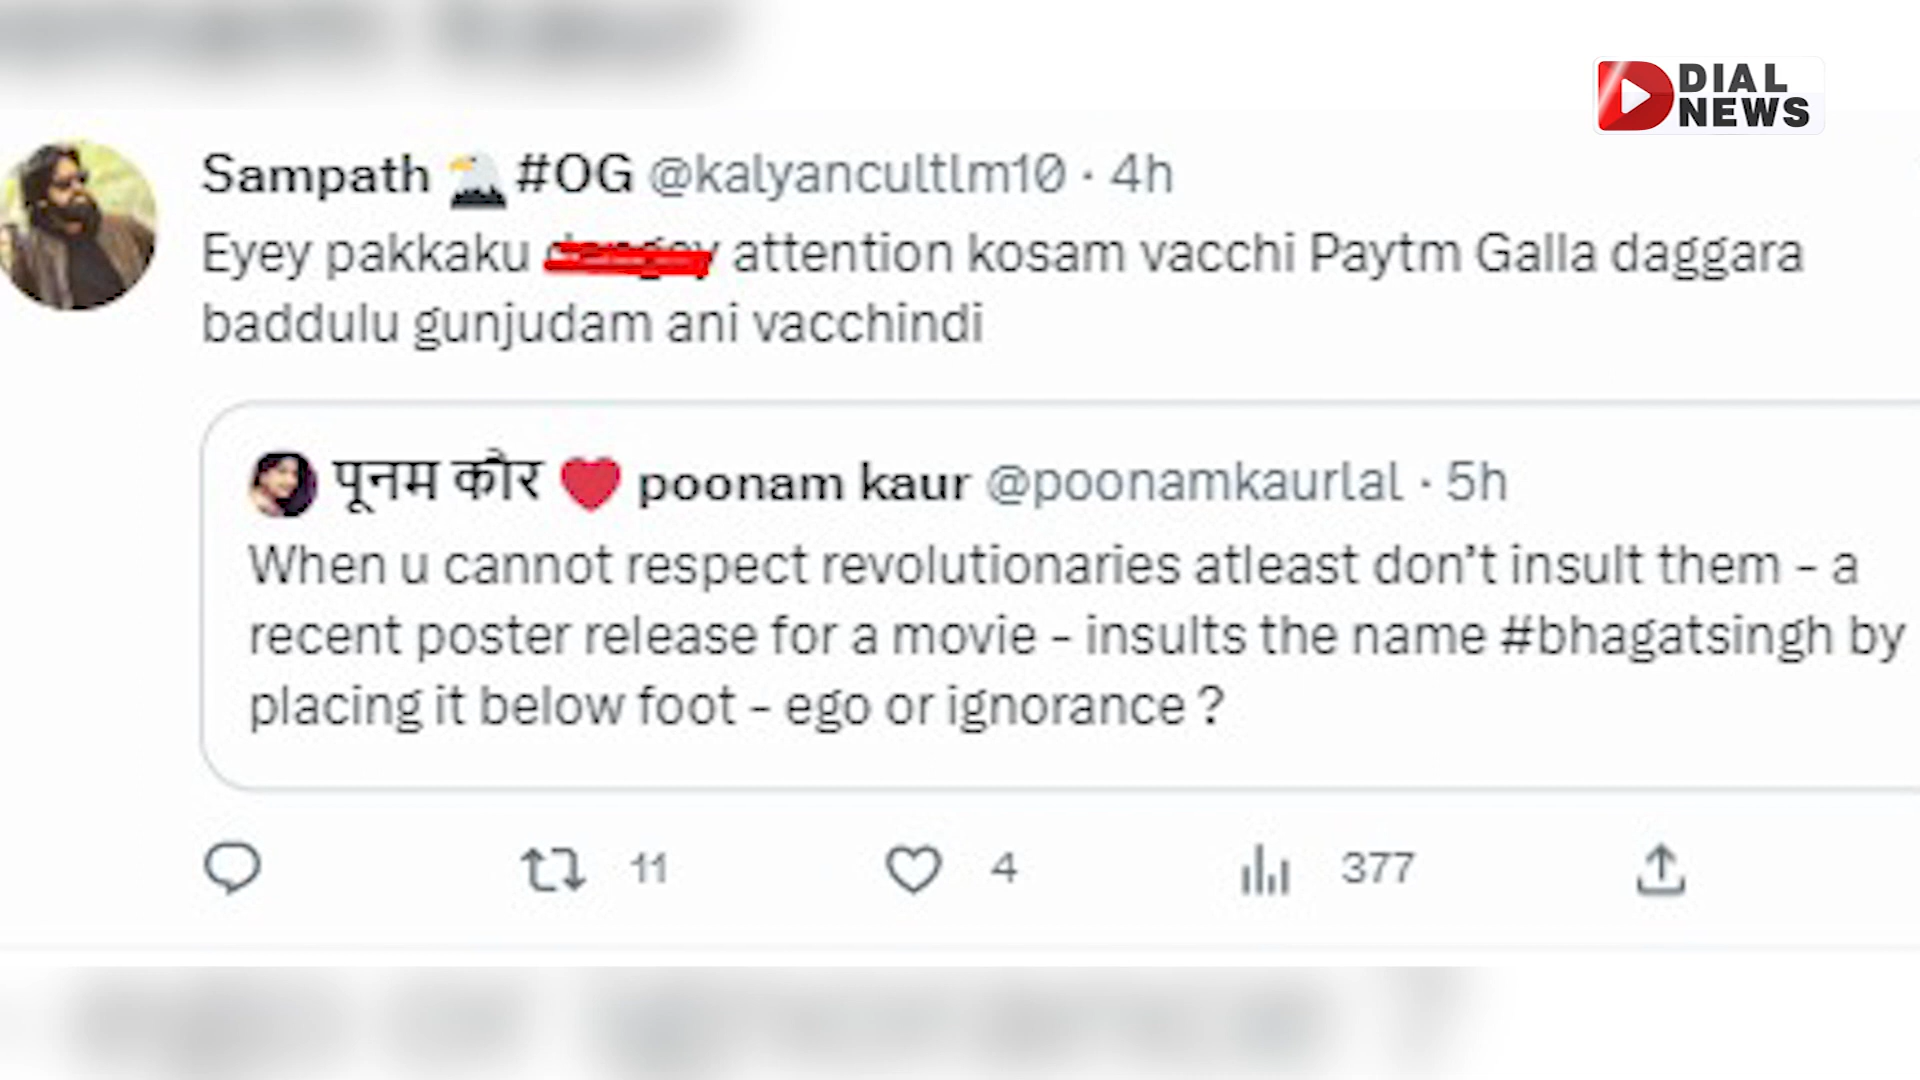 DIAL
NEWS
Sampath #OG @kalyancultlm10 · 4h
Eyey pakkaku attention kosam vacchi Paytm Galla daggara
baddulu gunjudam ani vacchindi
पूनम कौर ❤️ poonam kaur @poonamkaurlal · 5h
When u cannot respect revolutionaries atleast don’t insult them – a
recent poster release for a movie – insults the name #bhagatsingh by
placing it below foot – ego or ignorance ?
11 4 377